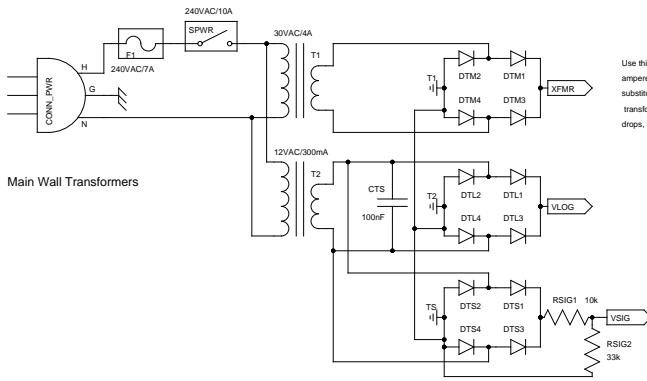 240VAC/10A
SPWR
F1
240VAC/7A
H
G
N
CONN_PWR
30VAC/4A
T1
T1
DTM2
DTM1
DTM4
DTM3
XFMR
Use thi
ampere
substitu
transfo
drops, 
Main Wall Transformers
12VAC/300mA
T2
CTS
100nF
T2
DTL2
DTL1
DTL4
DTL3
VLOG
TS
DTS2
DTS1
DTS4
DTS3
RSIG1 10k
VSIG
RSIG2
33k